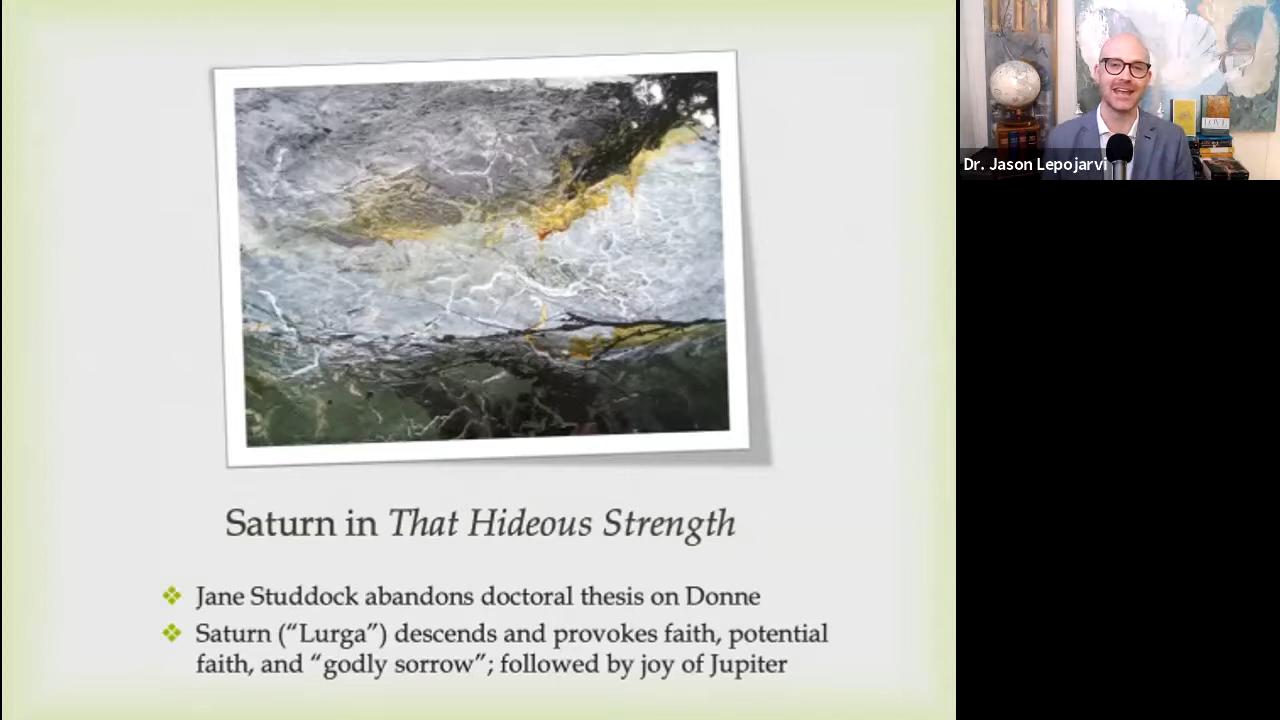 Dr. Jason Lepojarvi
LOVE
Saturn in That Hideous Strength
Jane Studdock abandons doctoral thesis on Donne
Saturn (“Lurga”) descends and provokes faith, potential
faith, and “godly sorrow”; followed by joy of Jupiter